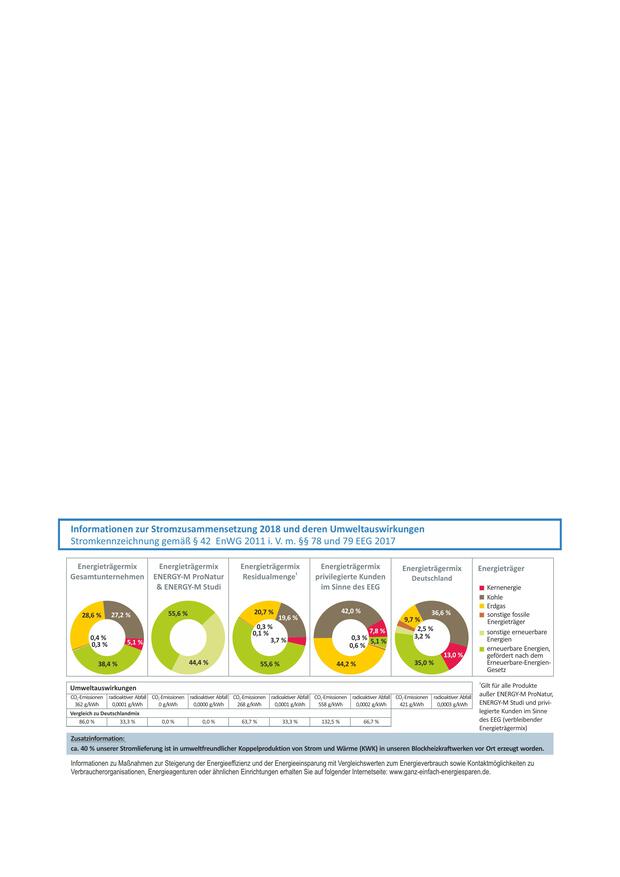 Informationen zur Stromzusammensetzung 2018 und deren Umweltauswirkungen
Stromkennzeichnung gemäß § 42 EnWG 2011 i. V. m. §§ 78 und 79 EEG 2017
Energieträgermix
Gesamtunternehmen
28,6 %
27,2 %
0,4 %
0,3 %
5,1 %
38,4 %
Energieträgermix
ENERGY-M ProNatur
& ENERGY-M Studi
55,6 %
44,4 %
Energieträgermix
Residualmenge¹
20,7 %
19,6 %
0,3 %
0,1 %
3,7 %
55,6 %
Energieträgermix
privilegierte Kunden
im Sinne des EEG
42,0 %
7,8 %
0,3 %
0,6 %
5,1 %
44,2 %
Energieträgermix
Deutschland
9,7 %
36,6 %
2,5 %
3,2 %
13,0 %
35,0 %
Energieträger
Kernenergie
Kohle
Erdgas
sonstige fossile
Energieträger
sonstige erneuerbare
Energien
erneuerbare Energien,
gefördert nach dem
Erneuerbare-Energien-
Gesetz
Umweltauswirkungen
CO₂-Emissionen radioaktiver Abfall CO₂-Emissionen radioaktiver Abfall CO₂-Emissionen radioaktiver Abfall CO₂-Emissionen radioaktiver Abfall CO₂-Emissionen radioaktiver Abfall
362 g/kWh 0,0001 g/kWh 0 g/kWh 0,0000 g/kWh 268 g/kWh 0,0001 g/kWh 558 g/kWh 0,0002 g/kWh 421 g/kWh 0,0003 g/kWh
Vergleich zu Deutschlandmix
86,0 % 33,3 % 0,0 % 0,0 % 63,7 % 33,3 % 132,5 % 66,7 %
¹Gilt für alle Produkte
außer ENERGY-M ProNatur,
ENERGY-M Studi und privi-
legierte Kunden im Sinne
des EEG (verbleibender
Energieträgermix)
Zusatzinformation:
ca. 40 % unserer Stromlieferung ist in umweltfreundlicher Koppelproduktion von Strom und Wärme (KWK) in unseren Blockheizkraftwerken vor Ort erzeugt worden.
Informationen zu Maßnahmen zur Steigerung der Energieeffizienz und der Energieeinsparung mit Vergleichswerten zum Energieverbrauch sowie Kontaktmöglichkeiten zu
Verbraucherorganisationen, Energieagenturen oder ähnlichen Einrichtungen erhalten Sie auf folgender Internetseite: www.ganz-einfach-energiesparen.de.